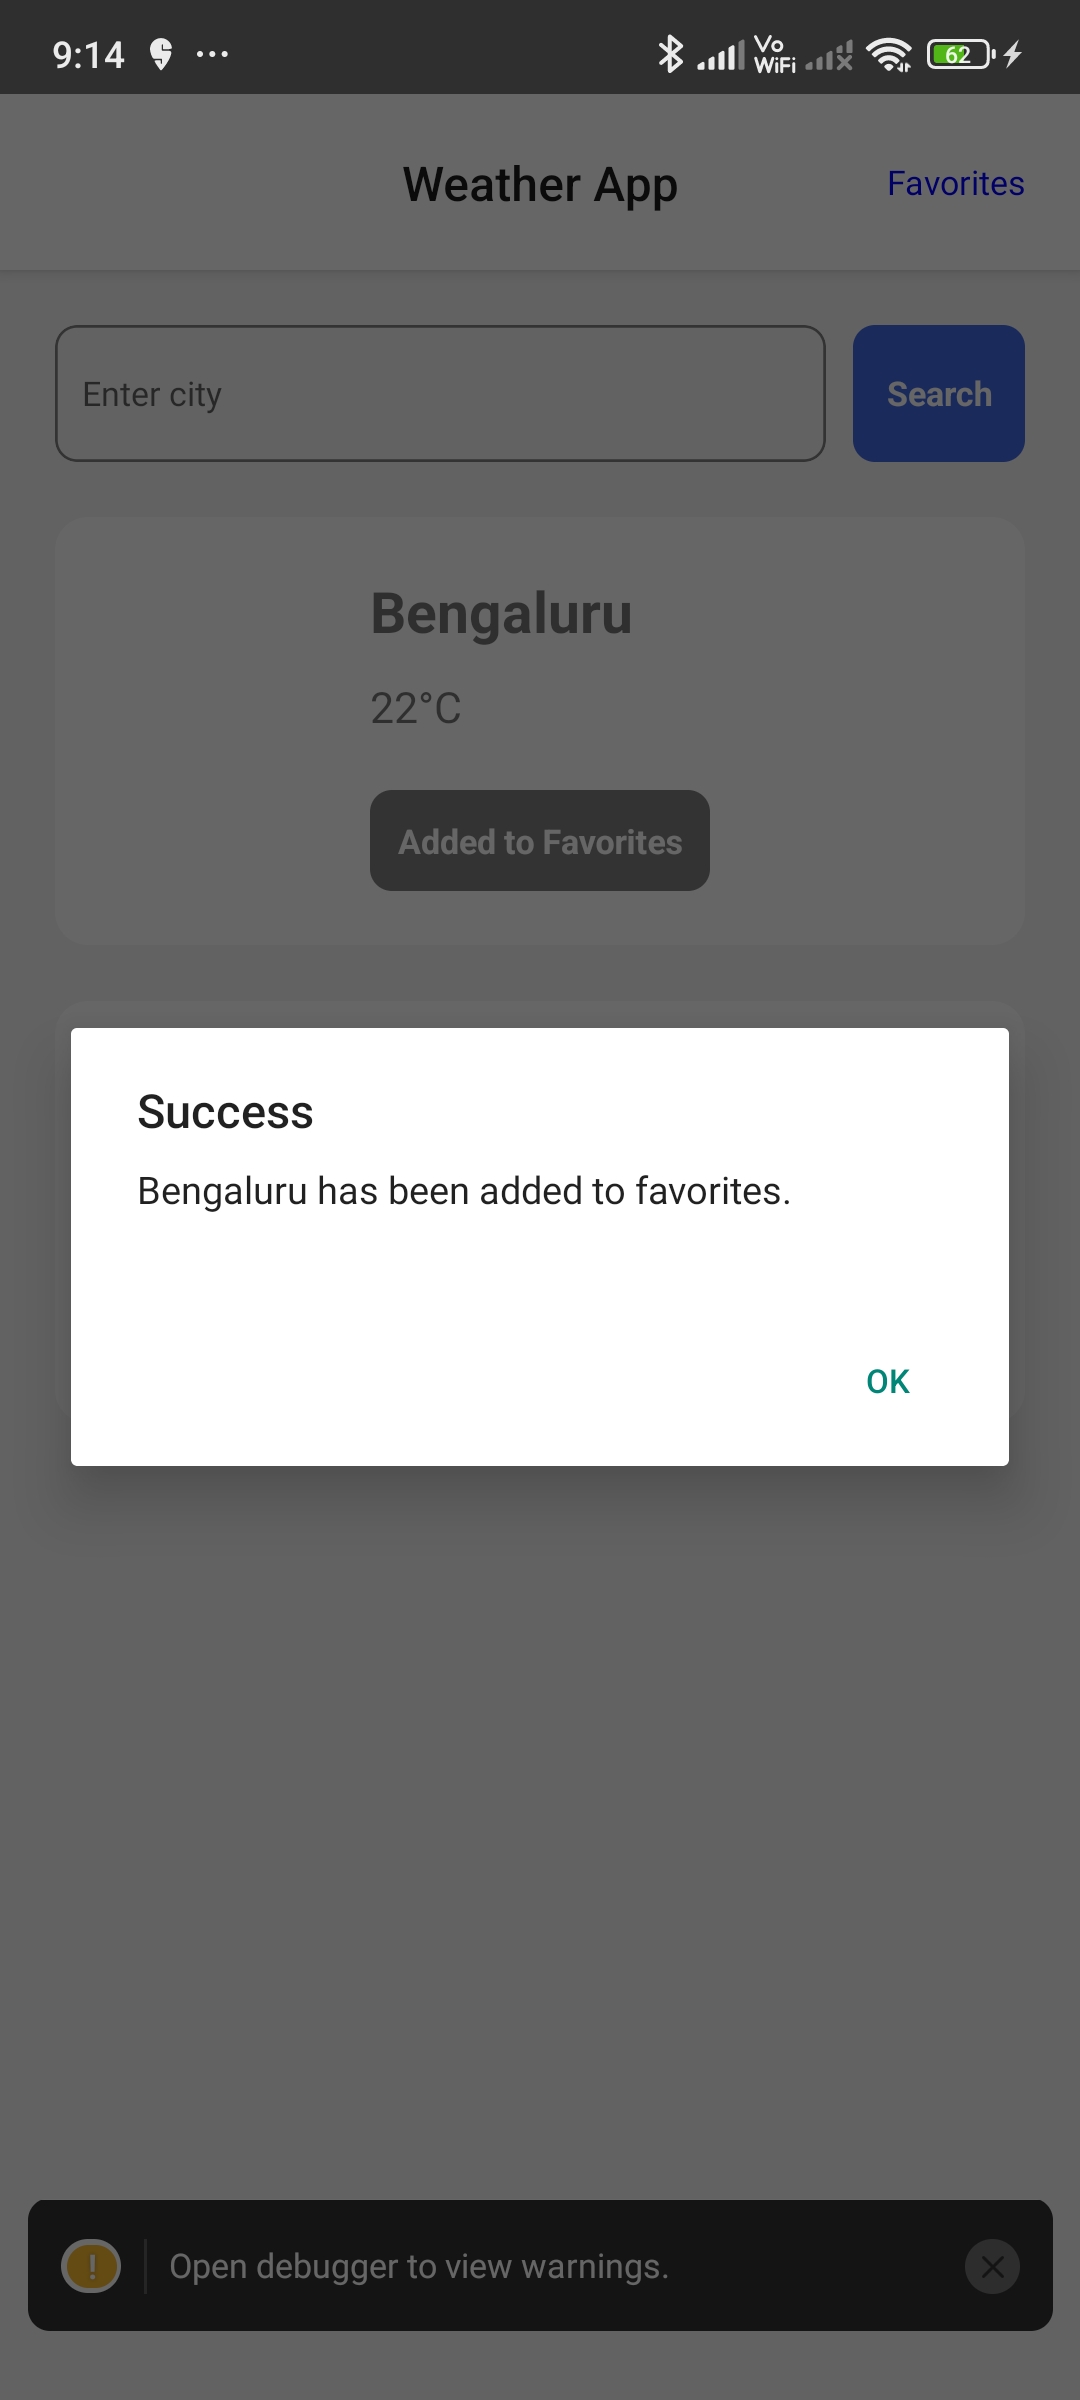 9:14 ... Vo WiFi 62
Weather App Favorites
Enter city Search
Bengaluru
22°C
Added to Favorites
Success
Bengaluru has been added to favorites.
OK
! Open debugger to view warnings.